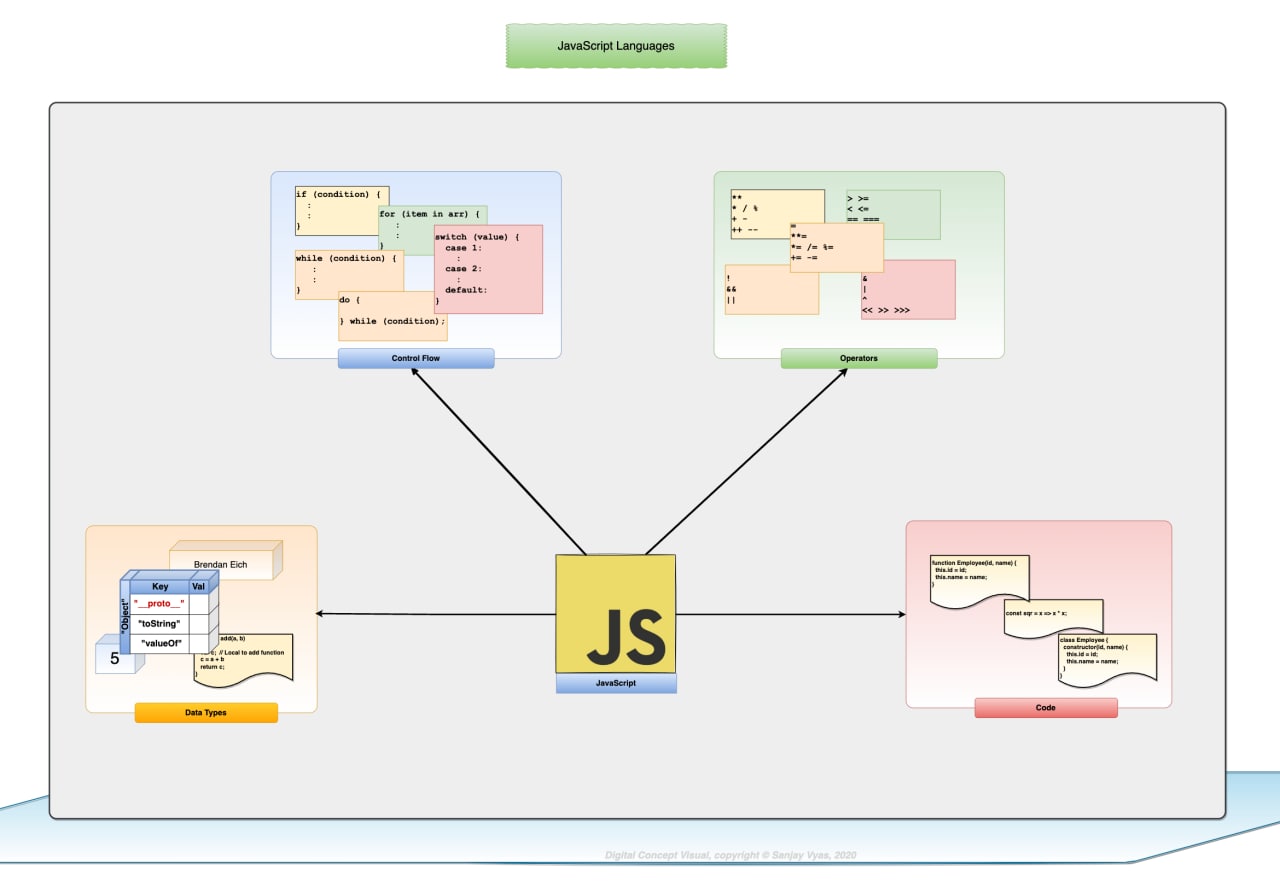 JavaScript Languages
if (condition) {
:
:
}
for (item in arr) {
:
:
}
switch (value) {
case 1:
:
case 2:
:
default:
}
while (condition) {
:
:
}
do {
} while (condition);
Control Flow
**
* / %
+ -
++ --
> >=
< <=
== ===
=
**=
*= /= %=
+= -=
!
&&
||
&
|
^
<< >> >>>
Operators
Brendan Eich
"Object"
Key Val
"__proto__"
"toString"
"valueOf"
5
add(a, b)
c; // Local to add function
c = a + b
return c;
}
Data Types
JS
JavaScript
function Employee(id, name) {
this.id = id;
this.name = name;
}
const sqr = x => x * x;
class Employee {
constructor(id, name) {
this.id = id;
this.name = name;
}
}
Code
Digital Concept Visual, copyright © Sanjay Vyas, 2020